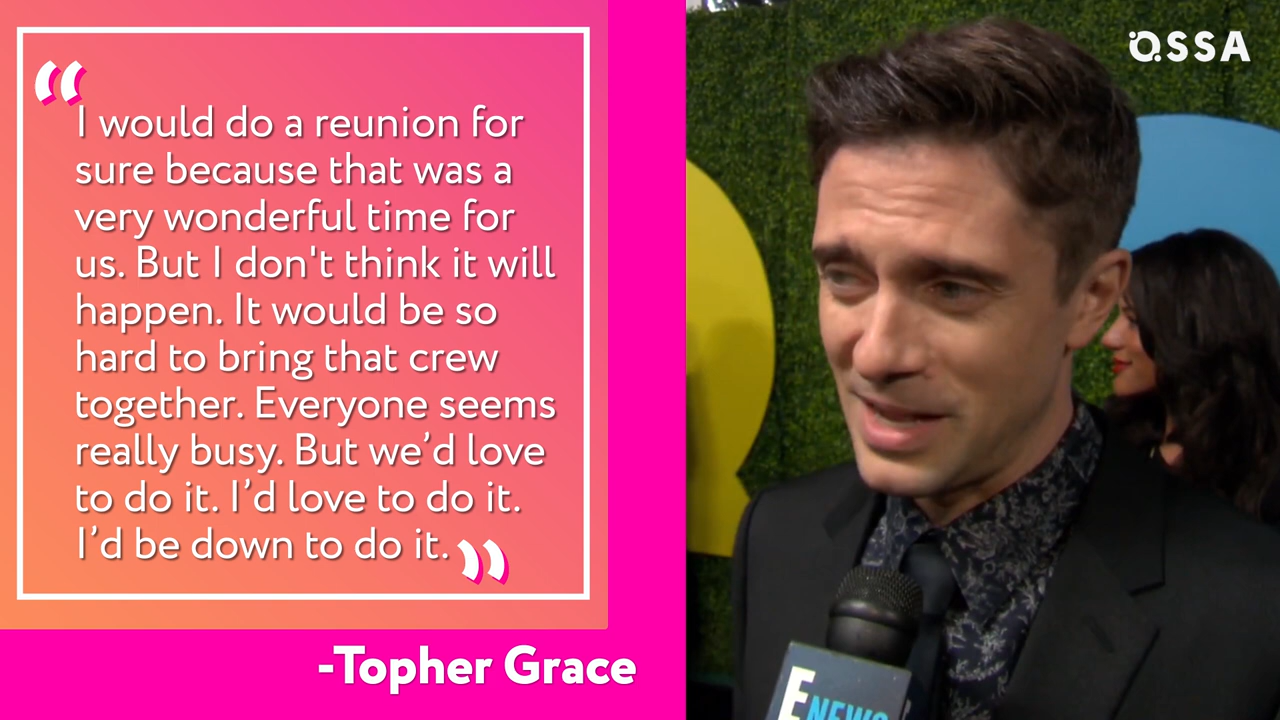 “I would do a reunion for
sure because that was a
very wonderful time for
us. But I don't think it will
happen. It would be so
hard to bring that crew
together. Everyone seems
really busy. But we’d love
to do it. I’d love to do it.
I’d be down to do it.”
-Topher Grace
OSSA
E NEWS